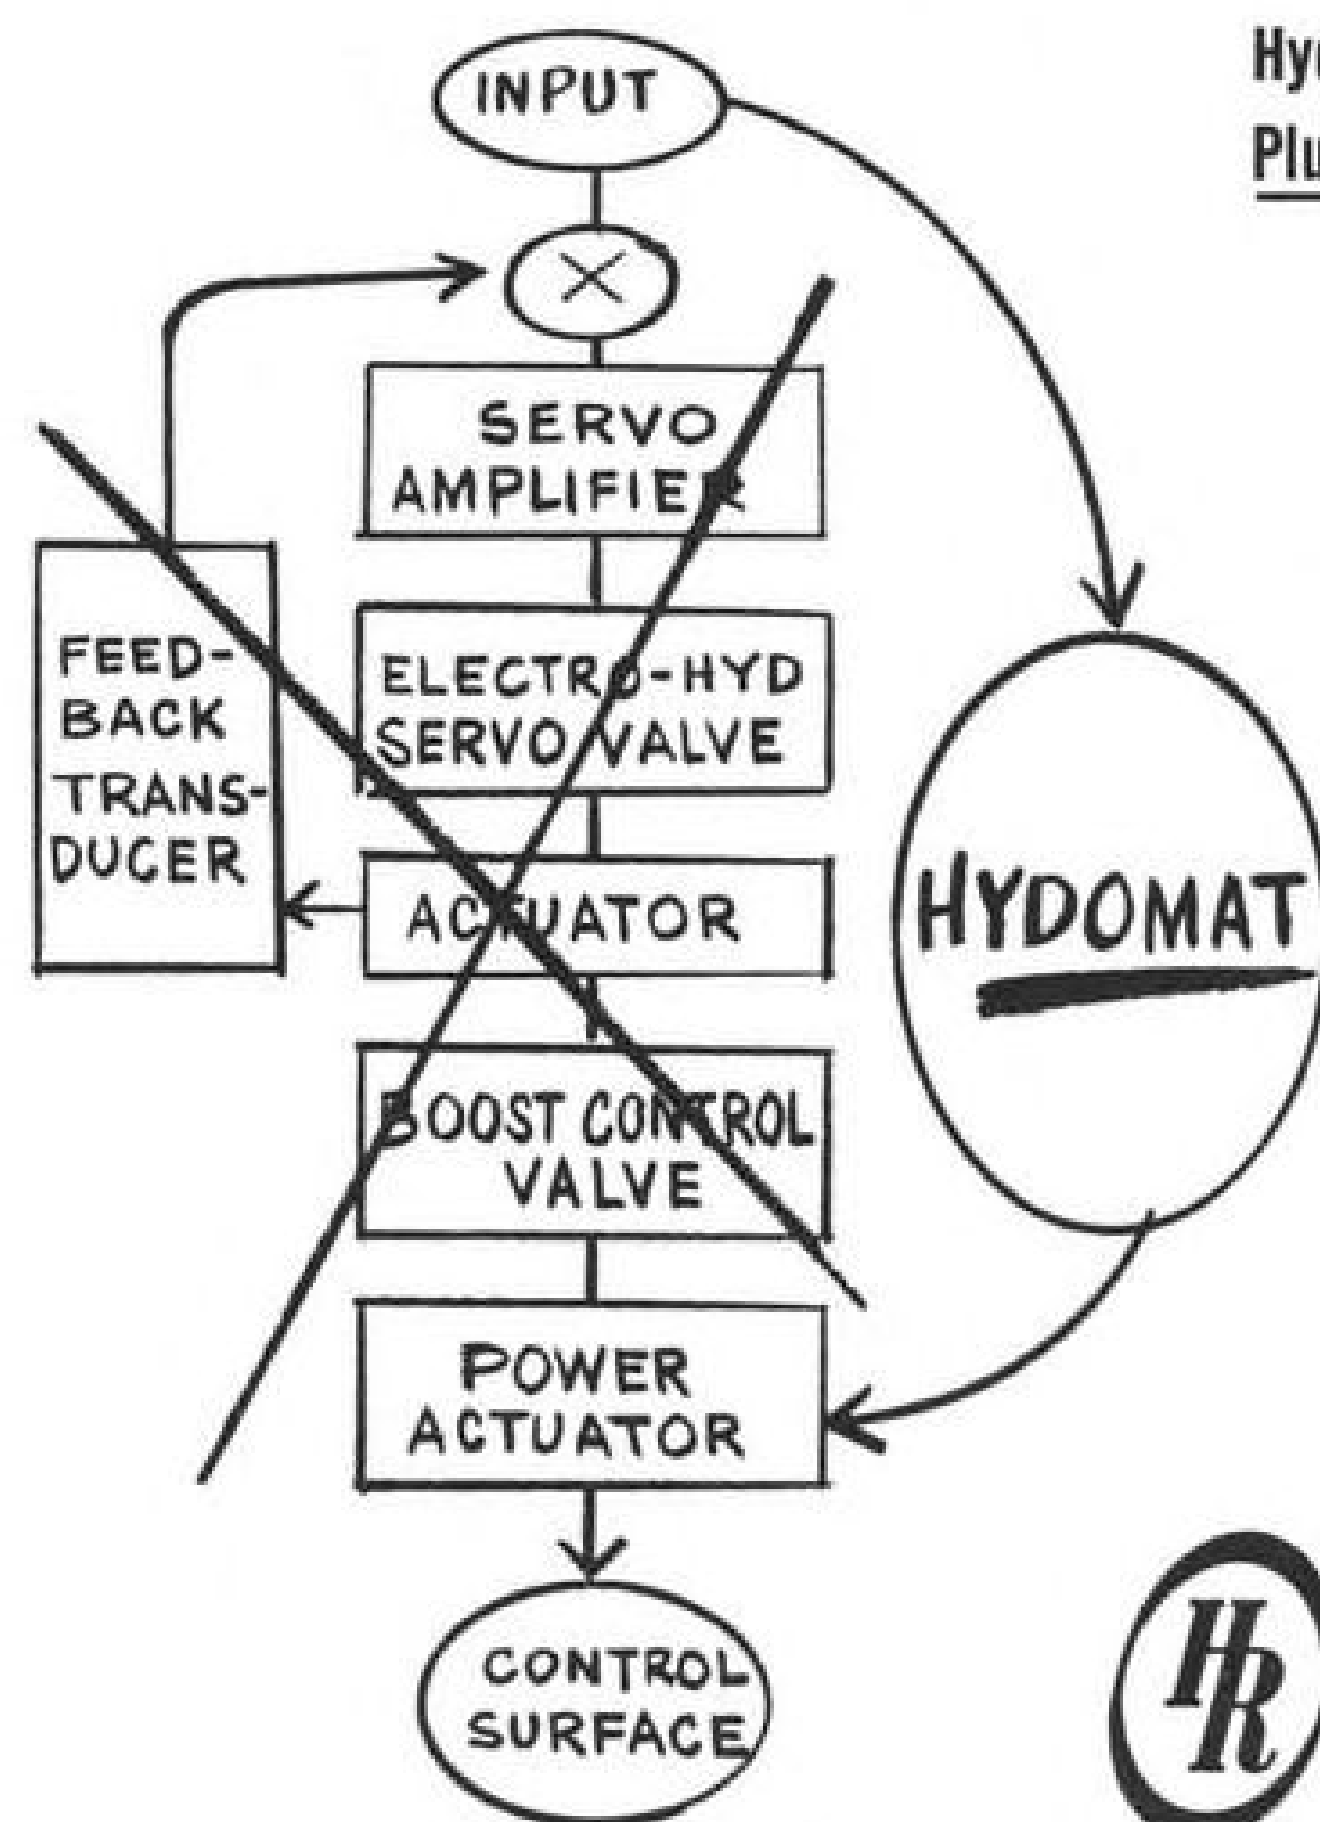 INPUT
SERVO
AMPLIFIER
FEED-
BACK
TRANS-
DUCER
ELECTRO-HYD
SERVO VALVE
ACTUATOR
HYDOMAT
BOOST CONTROL
VALVE
POWER
ACTUATOR
CONTROL
SURFACE
HR